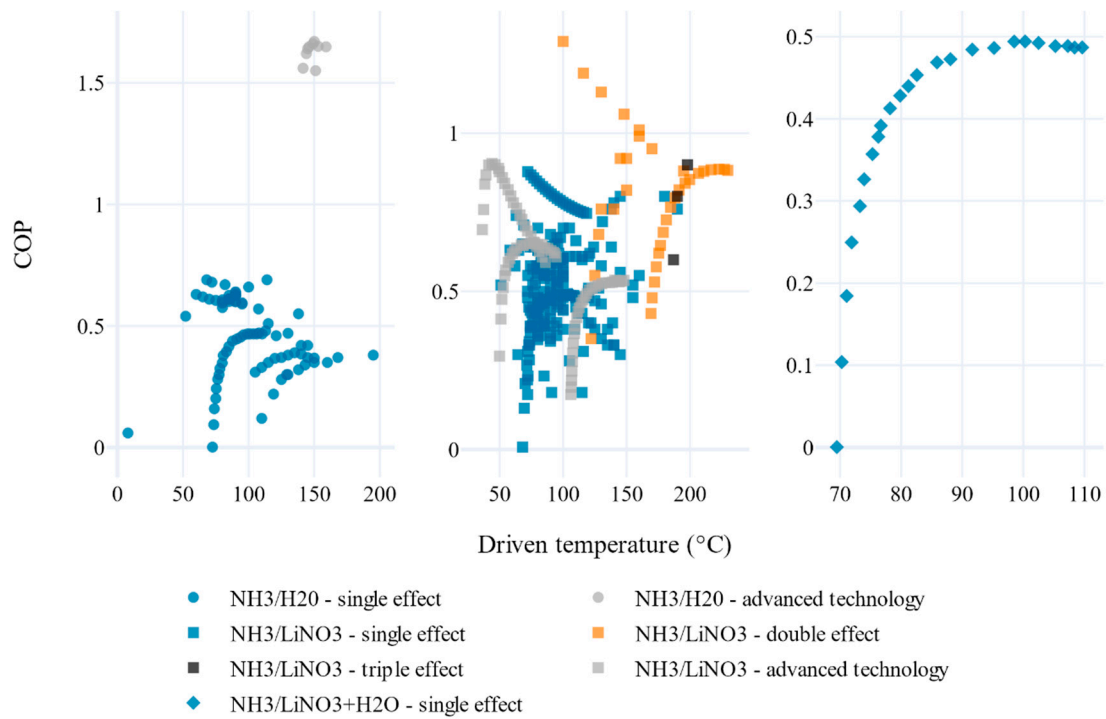 COP
1.5
1
0.5
0
0 50 100 150 200
1
0.5
0
50 100 150 200
0.5
0.4
0.3
0.2
0.1
0
70 80 90 100 110
Driven temperature (°C)
NH3/H20 - single effect
NH3/H20 - advanced technology
NH3/LiNO3 - single effect
NH3/LiNO3 - double effect
NH3/LiNO3 - triple effect
NH3/LiNO3 - advanced technology
NH3/LiNO3+H2O - single effect